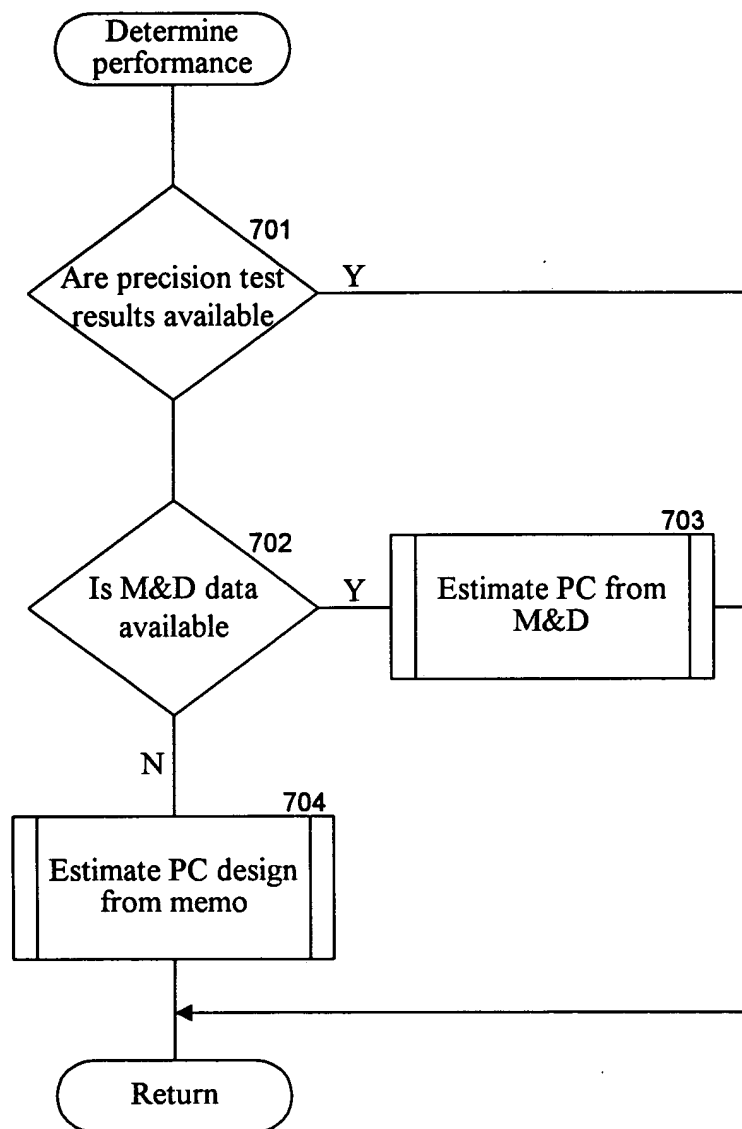 Determine
performance
701
Are precision test
results available
Y
702
Is M&D data
available
Y
703
Estimate PC from
M&D
N
704
Estimate PC design
from memo
Return